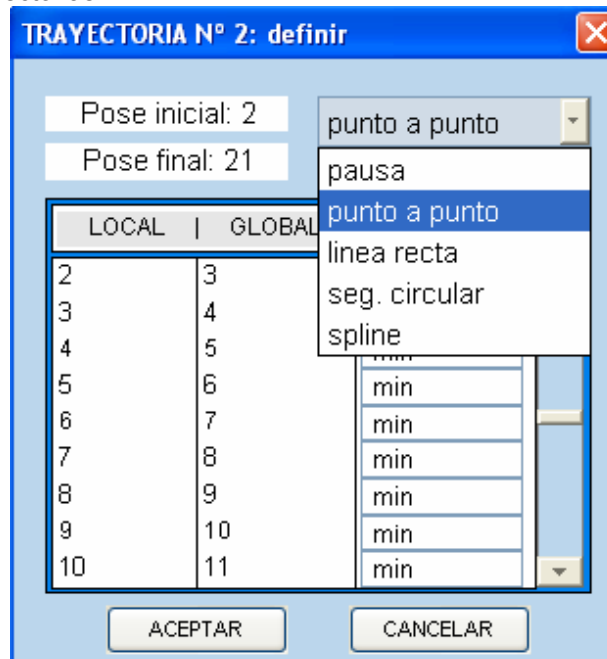 TRAYECTORIA Nº 2: definir
Pose inicial: 2
punto a punto
Pose final: 21
pausa
punto a punto
linea recta
seg. circular
spline
LOCAL | GLOBAL
2 3
3 4
4 5 min
5 6 min
6 7 min
7 8 min
8 9 min
9 10 min
10 11 min
ACEPTAR CANCELAR